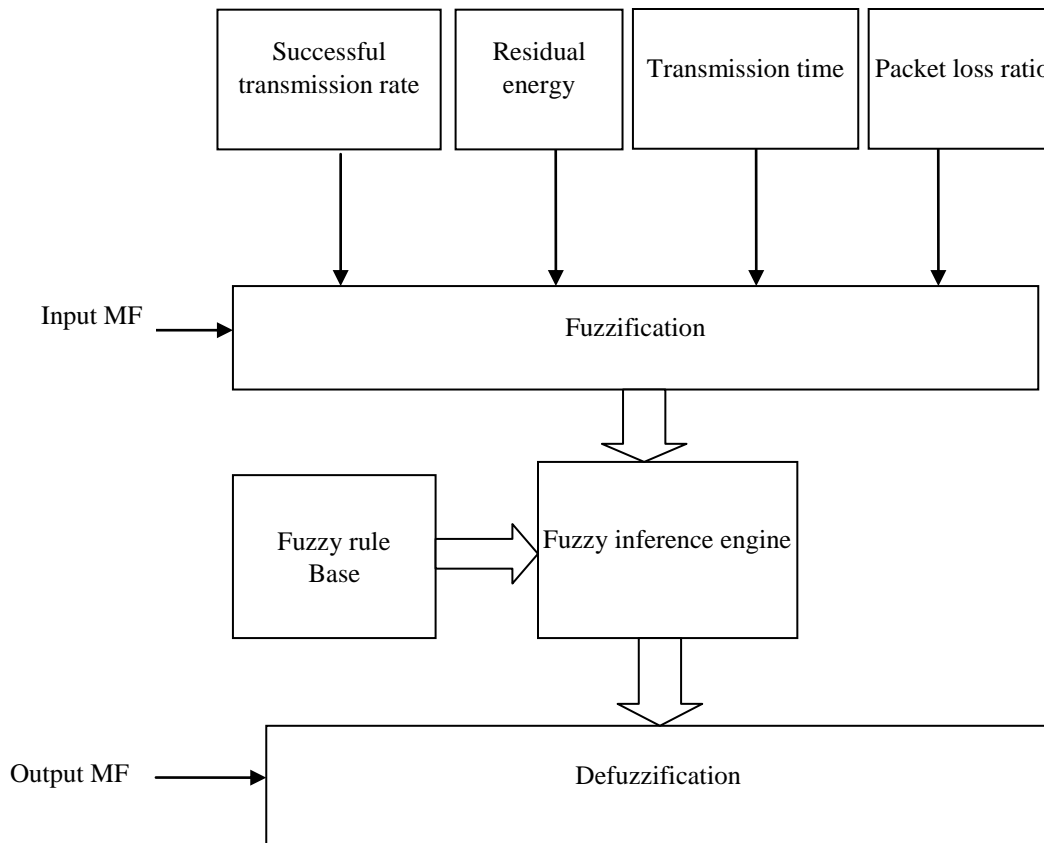 Successful
transmission rate
Residual
energy
Transmission time
Packet loss ratio
Input MF
Fuzzification
Fuzzy rule
Base
Fuzzy inference engine
Output MF
Defuzzification